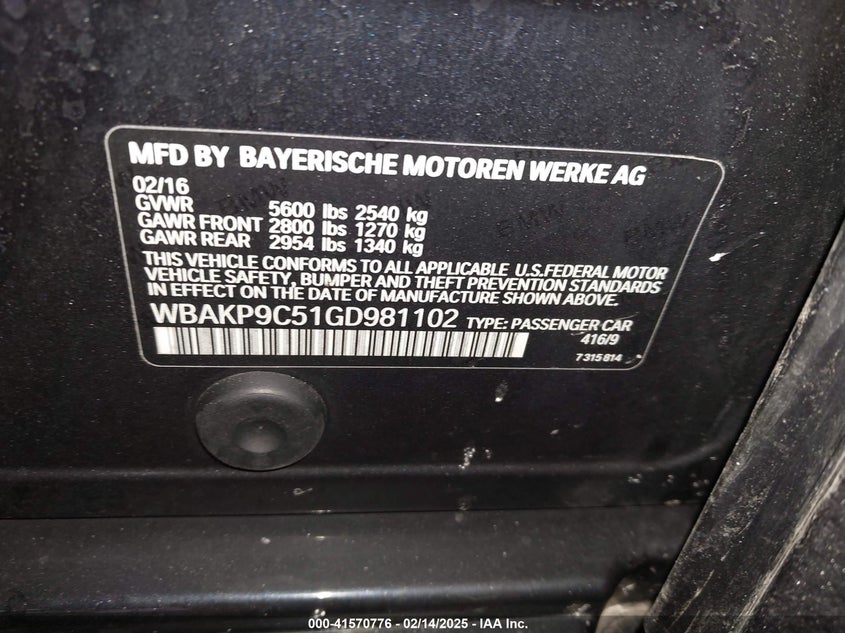 MFD BY BAYERISCHE MOTOREN WERKE AG
02/16
GVWR 5600 lbs 2540 kg
GAWR FRONT 2800 lbs 1270 kg
GAWR REAR 2954 lbs 1340 kg
THIS VEHICLE CONFORMS TO ALL APPLICABLE U.S.FEDERAL MOTOR
VEHICLE SAFETY, BUMPER AND THEFT PREVENTION STANDARDS
IN EFFECT ON THE DATE OF MANUFACTURE SHOWN ABOVE.
WBAKP9C51GD981102 TYPE: PASSENGER CAR
416/9
7 315 814
000-41570776 - 02/14/2025 - IAA Inc.